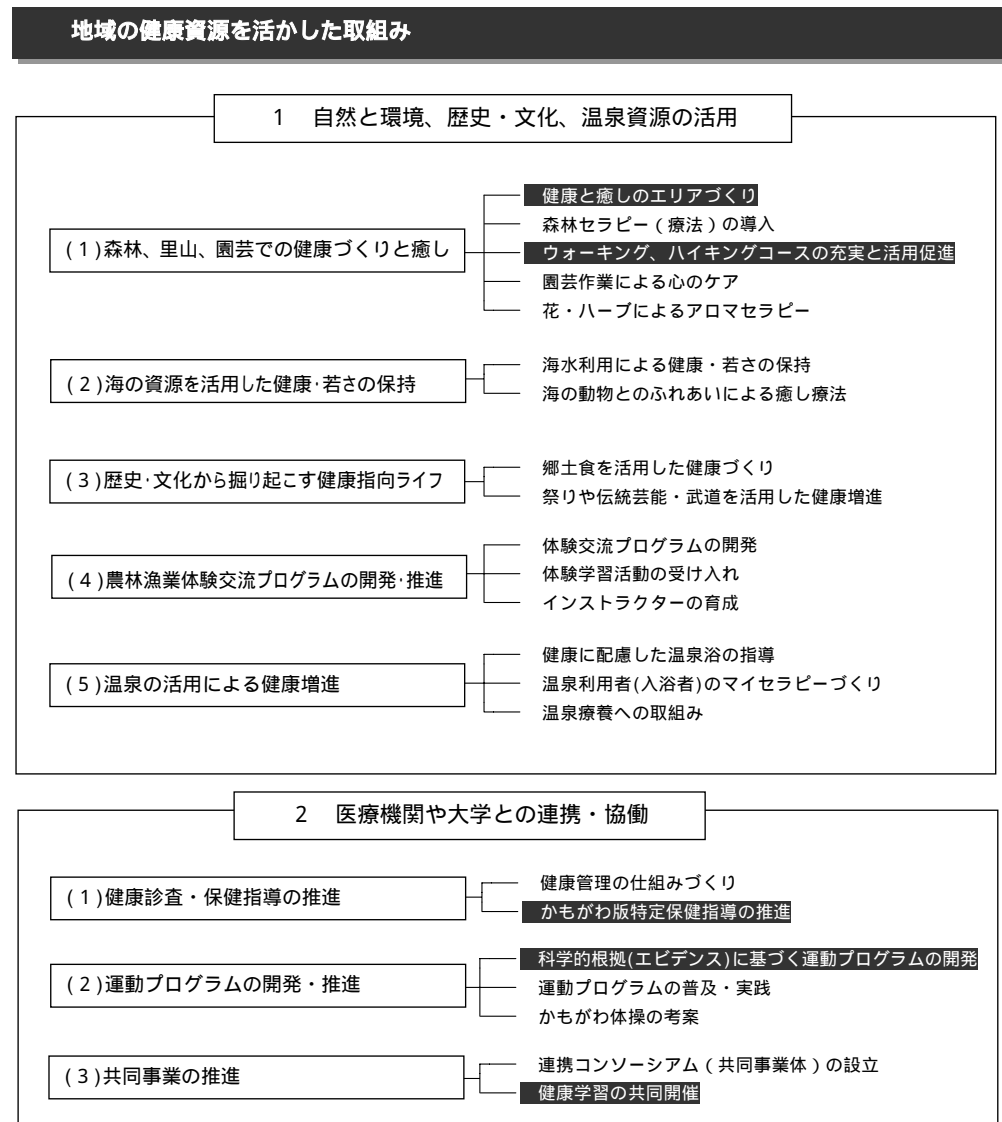 地域の健康資源を活かした取組み
1　自然と環境、歴史・文化、温泉資源の活用
(1)森林、里山、園芸での健康づくりと癒し
健康と癒しのエリアづくり
森林セラピー（療法）の導入
ウォーキング、ハイキングコースの充実と活用促進
園芸作業による心のケア
花・ハーブによるアロマセラピー
(2)海の資源を活用した健康・若さの保持
海水利用による健康・若さの保持
海の動物とのふれあいによる癒し療法
(3)歴史・文化から掘り起こす健康指向ライフ
郷土食を活用した健康づくり
祭りや伝統芸能・武道を活用した健康増進
(4)農林漁業体験交流プログラムの開発・推進
体験交流プログラムの開発
体験学習活動の受け入れ
インストラクターの育成
(5)温泉の活用による健康増進
健康に配慮した温泉浴の指導
温泉利用者(入浴者)のマイセラピーづくり
温泉療養への取組み
2　医療機関や大学との連携・協働
(1)健康診査・保健指導の推進
健康管理の仕組みづくり
かもがわ版特定保健指導の推進
(2)運動プログラムの開発・推進
科学的根拠(エビデンス)に基づく運動プログラムの開発
運動プログラムの普及・実践
かもがわ体操の考案
(3)共同事業の推進
連携コンソーシアム（共同事業体）の設立
健康学習の共同開催